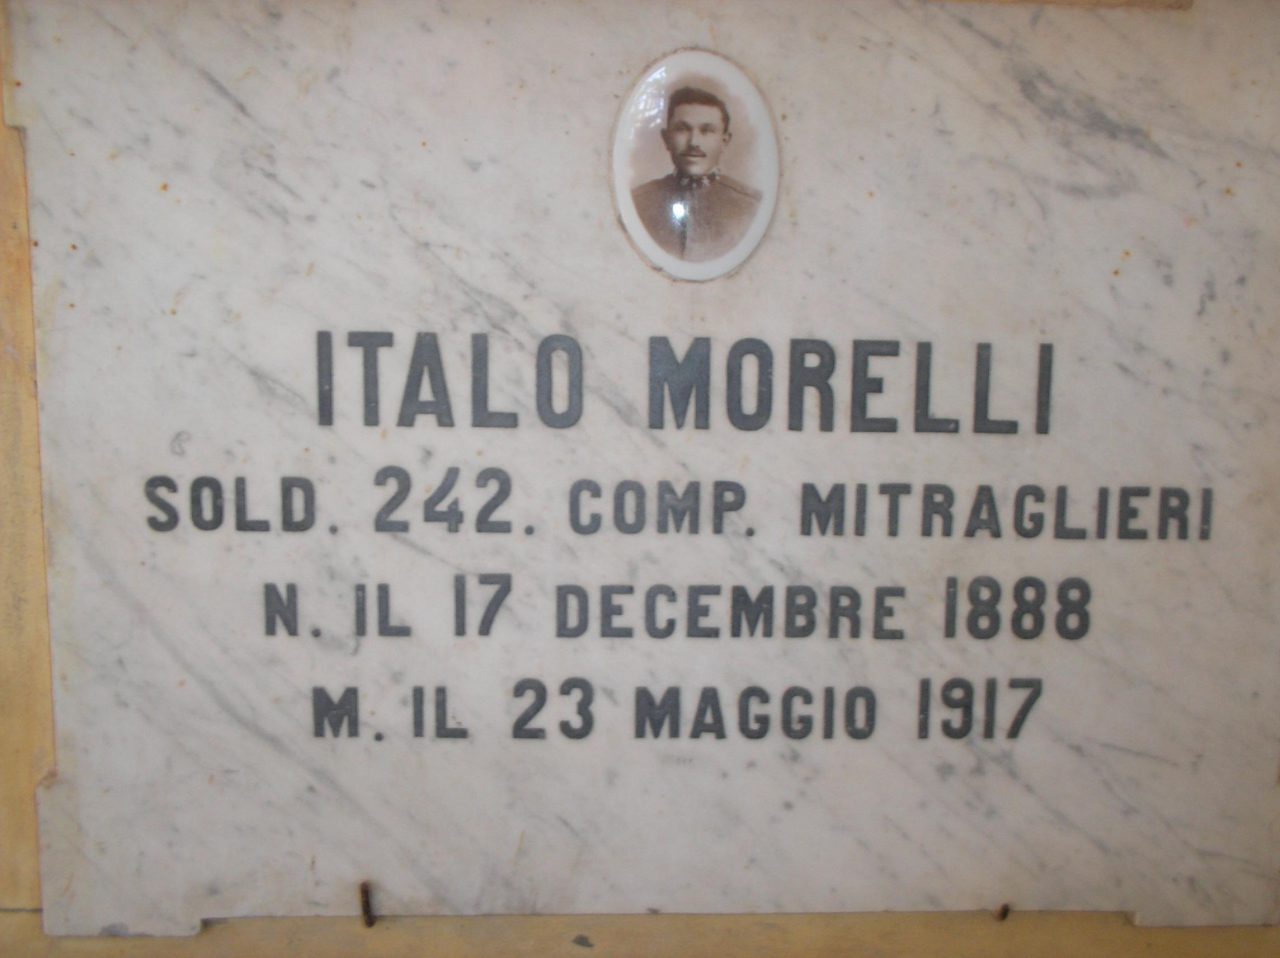 ITALO MORELLI
SOLD. 242. COMP. MITRAGLIERI
N. IL 17 DECEMBRE 1888
M. IL 23 MAGGIO 1917